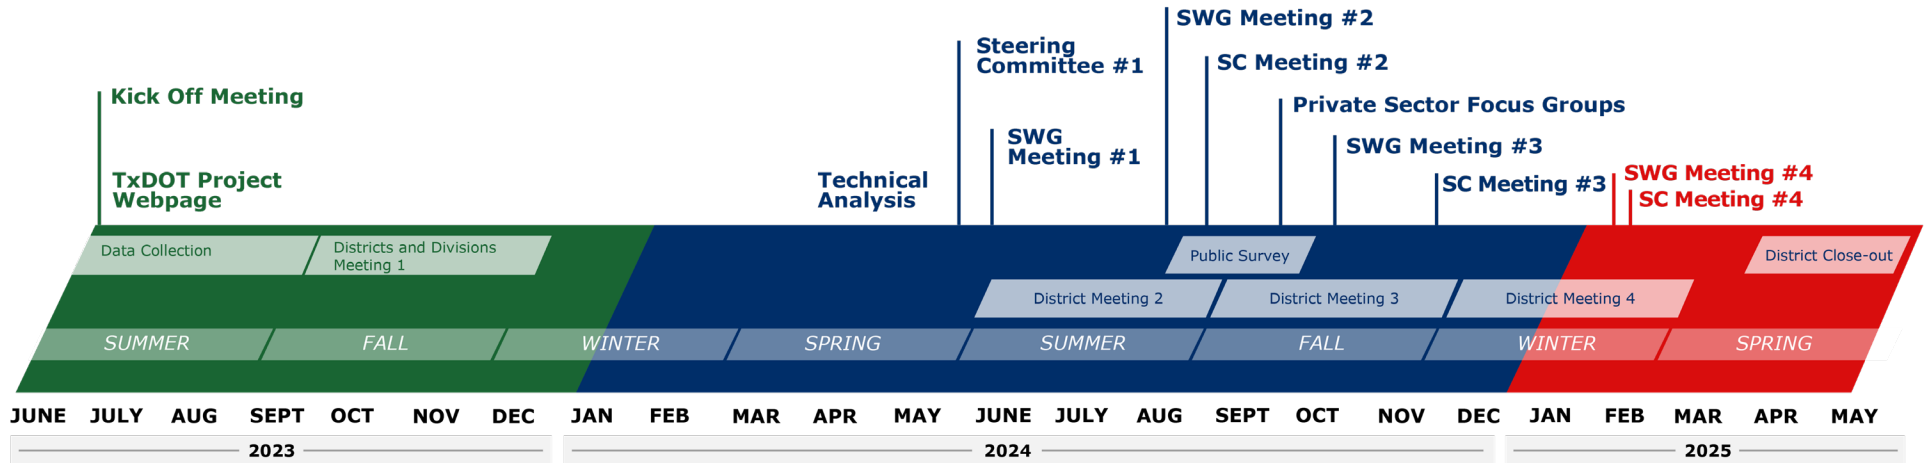 SWG Meeting #2
Steering
Committee #1
SC Meeting #2
Kick Off Meeting
Private Sector Focus Groups
SWG
Meeting #1
SWG Meeting #3
TxDOT Project
Webpage
Technical
Analysis
SC Meeting #3
SWG Meeting #4
SC Meeting #4
Data Collection
Districts and Divisions
Meeting 1
Public Survey
District Close-out
District Meeting 2
District Meeting 3
District Meeting 4
SUMMER FALL WINTER SPRING SUMMER FALL WINTER SPRING
JUNE JULY AUG SEPT OCT NOV DEC JAN FEB MAR APR MAY JUNE JULY AUG SEPT OCT NOV DEC JAN FEB MAR APR MAY
2023 2024 2025